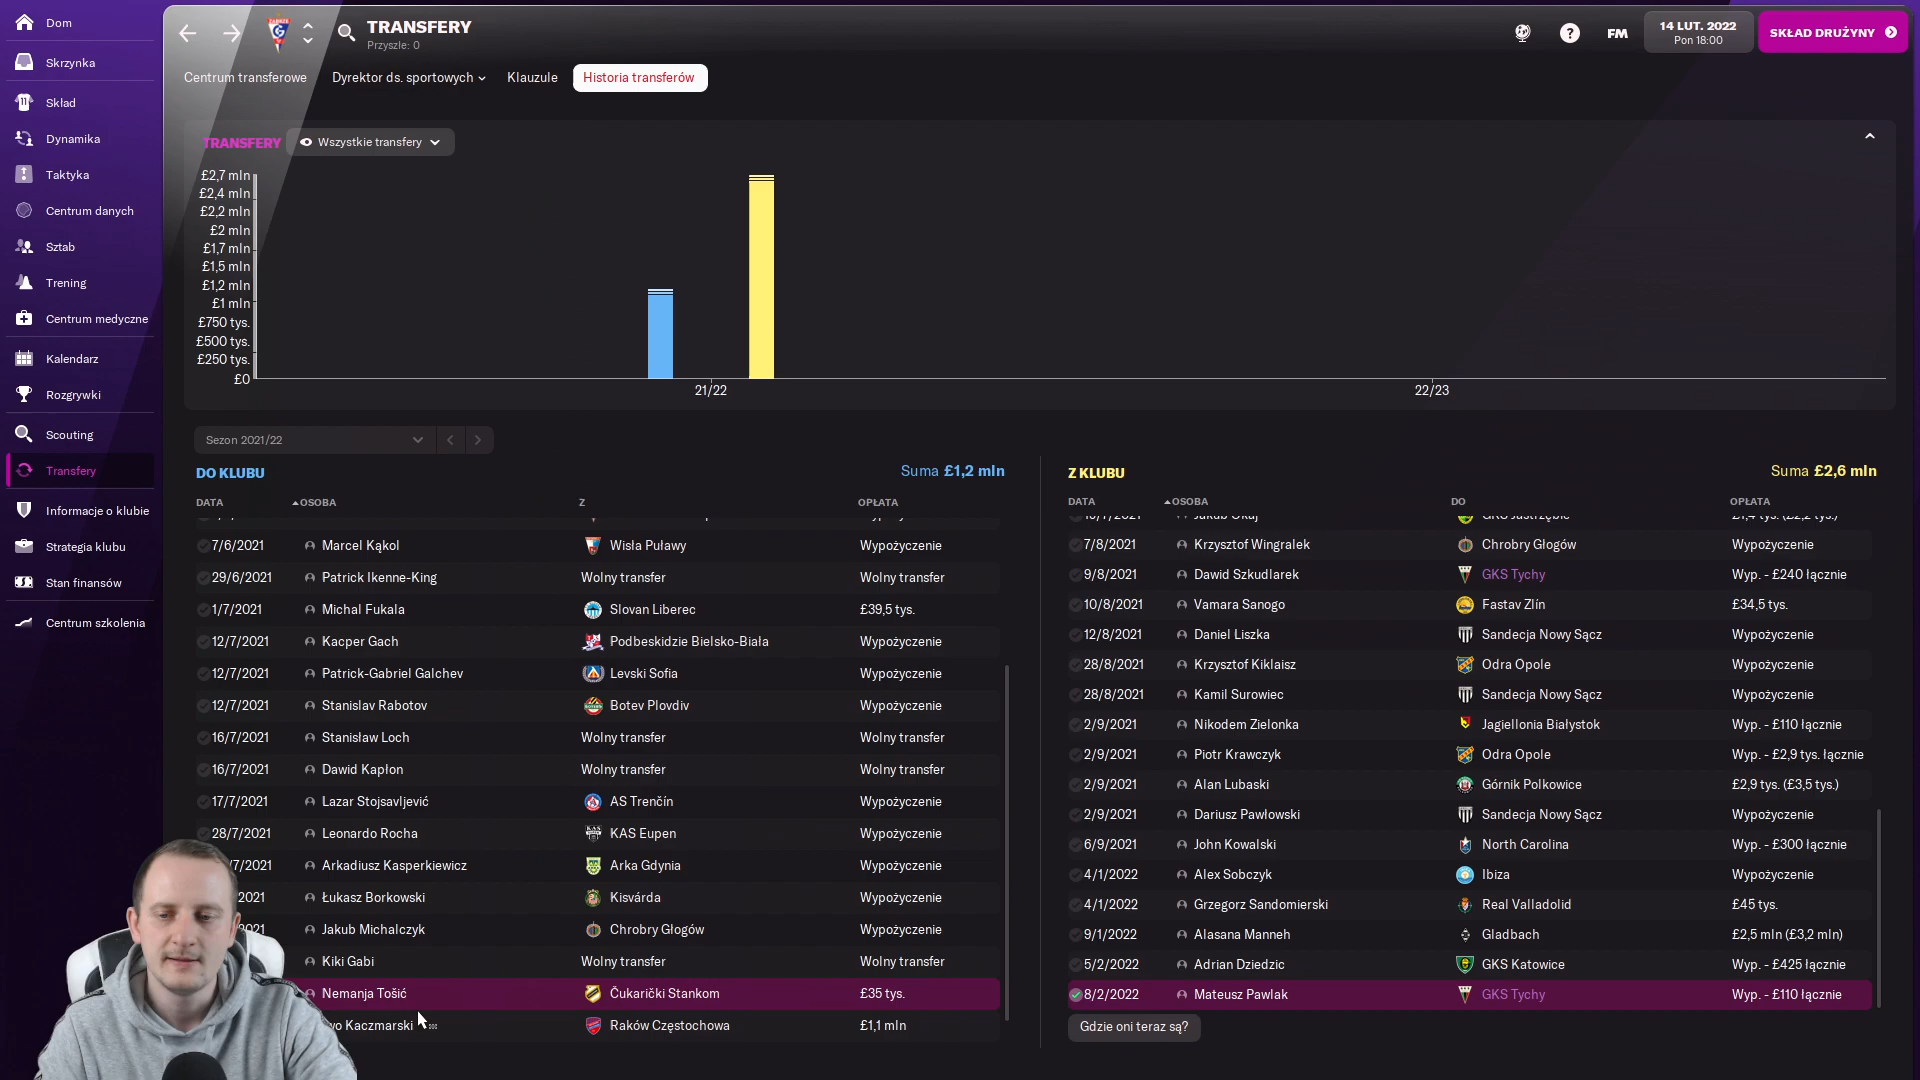 Dom
Skrzynka
Skład
Dynamika
Taktyka
Centrum danych
Sztab
Trening
Centrum medyczne
Kalendarz
Rozgrywki
Scouting
Transfery
Informacje o klubie
Strategia klubu
Stan finansów
Centrum szkolenia
TRANSFERY
Przyszłe: 0
FM
14 LUT. 2022
Pon 18:00
SKŁAD DRUŻYNY
Centrum transferowe
Dyrektor ds. sportowych
Klauzule
Historia transferów
TRANSFERY
Wszystkie transfery
£2,7 mln
£2,4 mln
£2,2 mln
£2 mln
£1,7 mln
£1,5 mln
£1,2 mln
£1 mln
£750 tys.
£500 tys.
£250 tys.
£0
21/22
22/23
Sezon 2021/22
DO KLUBU
Suma £1,2 mln
DATA OSOBA Z OPŁATA
7/6/2021 Marcel Kąkol Wisła Puławy Wypożyczenie
29/6/2021 Patrick Ikenne-King Wolny transfer Wolny transfer
1/7/2021 Michal Fukala Slovan Liberec £39,5 tys.
12/7/2021 Kacper Gach Podbeskidzie Bielsko-Biała Wypożyczenie
12/7/2021 Patrick-Gabriel Galchev Levski Sofia Wypożyczenie
12/7/2021 Stanislav Rabotov Botev Plovdiv Wypożyczenie
16/7/2021 Stanisław Loch Wolny transfer Wolny transfer
16/7/2021 Dawid Kapłon Wolny transfer Wolny transfer
17/7/2021 Lazar Stojsavljević AS Trenčín Wypożyczenie
28/7/2021 Leonardo Rocha KAS Eupen Wypożyczenie
/7/2021 Arkadiusz Kasperkiewicz Arka Gdynia Wypożyczenie
2021 Łukasz Borkowski Kisvárda Wypożyczenie
2021 Jakub Michalczyk Chrobry Głogów Wypożyczenie
Kiki Gabi Wolny transfer Wolny transfer
Nemanja Tošić Čukarički Stankom £35 tys.
wo Kaczmarski Raków Częstochowa £1,1 mln
Z KLUBU
Suma £2,6 mln
DATA OSOBA DO OPŁATA
7/8/2021 Krzysztof Wingralek Chrobry Głogów Wypożyczenie
9/8/2021 Dawid Szkudlarek GKS Tychy Wyp. - £240 łącznie
10/8/2021 Vamara Sanogo Fastav Zlín £34,5 tys.
12/8/2021 Daniel Liszka Sandecja Nowy Sącz Wypożyczenie
28/8/2021 Krzysztof Kiklaisz Odra Opole Wypożyczenie
28/8/2021 Kamil Surowiec Sandecja Nowy Sącz Wypożyczenie
2/9/2021 Nikodem Zielonka Jagiellonia Białystok Wyp. - £110 łącznie
2/9/2021 Piotr Krawczyk Odra Opole Wyp. - £2,9 tys. łącznie
2/9/2021 Alan Lubaski Górnik Polkowice £2,9 tys. (£3,5 tys.)
2/9/2021 Dariusz Pawłowski Sandecja Nowy Sącz Wypożyczenie
6/9/2021 John Kowalski North Carolina Wyp. - £300 łącznie
4/1/2022 Alex Sobczyk Ibiza Wypożyczenie
4/1/2022 Grzegorz Sandomierski Real Valladolid £45 tys.
9/1/2022 Alasana Manneh Gladbach £2,5 mln (£3,2 mln)
5/2/2022 Adrian Dziedzic GKS Katowice Wyp. - £425 łącznie
8/2/2022 Mateusz Pawlak GKS Tychy Wyp. - £110 łącznie
Gdzie oni teraz są?